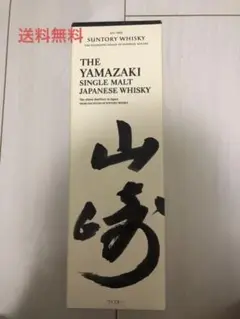 送料無料
SUNTORY WHISKY
THE
YAMAZAKI
SINGLE MALT
JAPANESE WHISKY
山崎